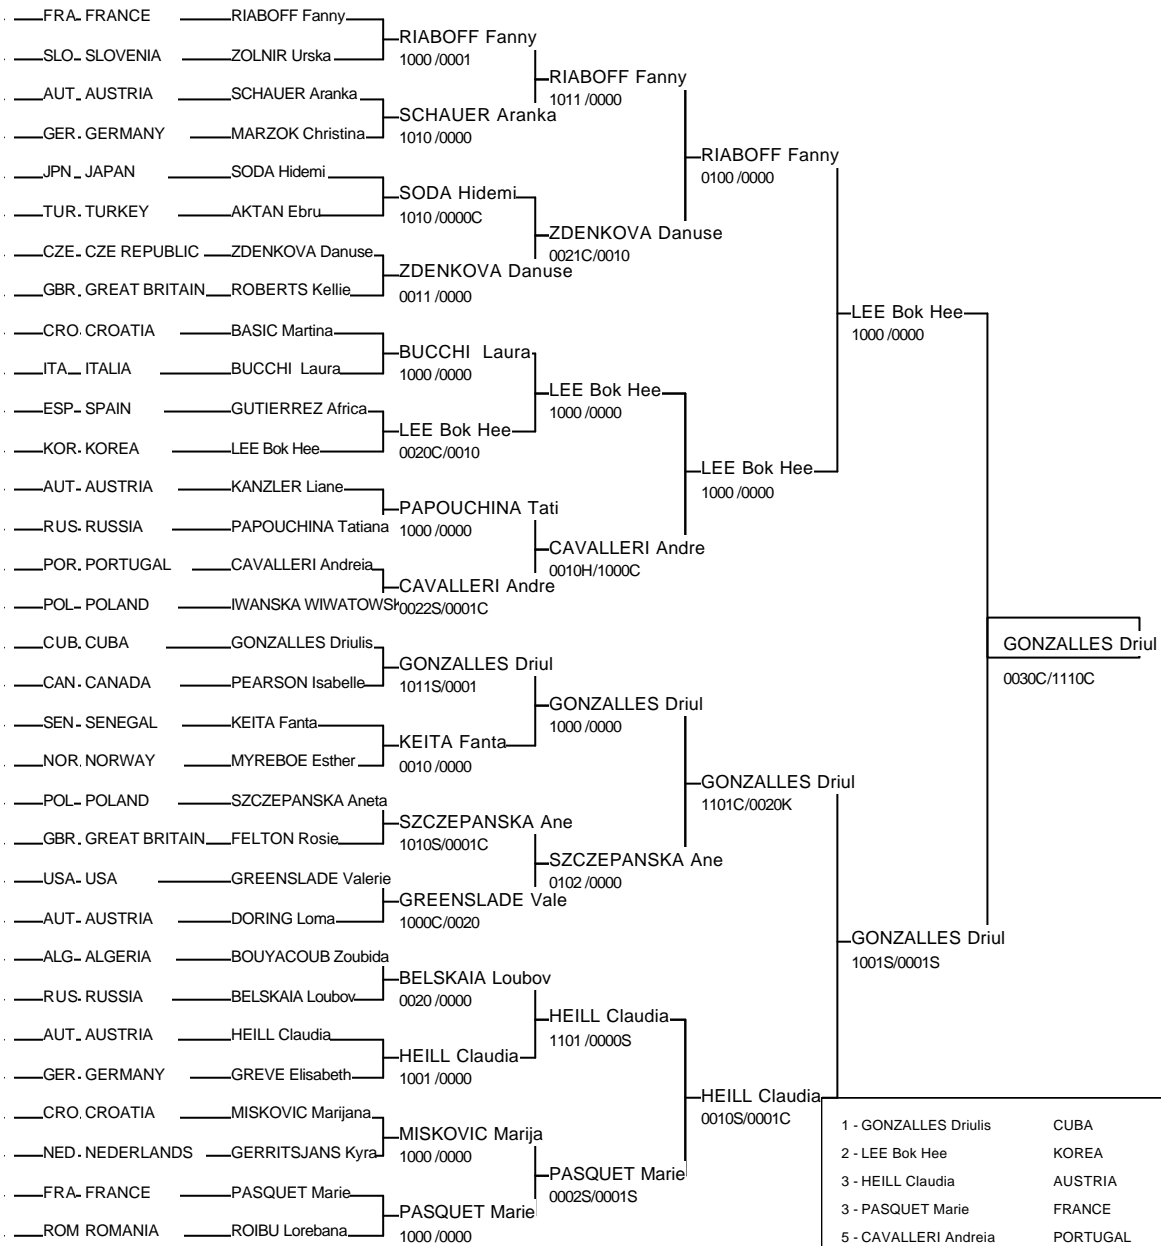 FRA FRANCE RIABOFF Fanny
RIABOFF Fanny
SLO SLOVENIA ZOLNIR Urska
1000 /0001
RIABOFF Fanny
1011 /0000
AUT AUSTRIA SCHAUER Aranka
SCHAUER Aranka
GER GERMANY MARZOK Christina
1010 /0000
RIABOFF Fanny
0100 /0000
JPN JAPAN SODA Hidemi
SODA Hidemi
TUR TURKEY AKTAN Ebru
1010 /0000C
ZDENKOVA Danuse
0021C/0010
CZE CZE REPUBLIC ZDENKOVA Danuse
ZDENKOVA Danuse
GBR GREAT BRITAIN ROBERTS Kellie
0011 /0000
LEE Bok Hee
1000 /0000
CRO CROATIA BASIC Martina
BUCCHI Laura
ITA ITALIA BUCCHI Laura
1000 /0000
LEE Bok Hee
1000 /0000
ESP SPAIN GUTIERREZ Africa
LEE Bok Hee
KOR KOREA LEE Bok Hee
0020C/0010
LEE Bok Hee
1000 /0000
AUT AUSTRIA KANZLER Liane
PAPOUCHINA Tati
RUS RUSSIA PAPOUCHINA Tatiana
1000 /0000
CAVALLERI Andre
0010H/1000C
POR PORTUGAL CAVALLERI Andreia
CAVALLERI Andre
POL POLAND IWANSKA WIWATOWSK
0022S/0001C
GONZALLES Driul
0030C/1110C
CUB CUBA GONZALLES Driulis
GONZALLES Driul
CAN CANADA PEARSON Isabelle
1011S/0001
GONZALLES Driul
1000 /0000
SEN SENEGAL KEITA Fanta
KEITA Fanta
NOR NORWAY MYREBOE Esther
0010 /0000
GONZALLES Driul
1101C/0020K
POL POLAND SZCZEPANSKA Aneta
SZCZEPANSKA Ane
GBR GREAT BRITAIN FELTON Rosie
1010S/0001C
SZCZEPANSKA Ane
0102 /0000
USA USA GREENSLADE Valerie
GREENSLADE Vale
AUT AUSTRIA DORING Loma
1000C/0020
GONZALLES Driul
1001S/0001S
ALG ALGERIA BOUYACOUB Zoubida
BELSKAIA Loubov
RUS RUSSIA BELSKAIA Loubov
0020 /0000
HEILL Claudia
1101 /0000S
AUT AUSTRIA HEILL Claudia
HEILL Claudia
GER GERMANY GREVE Elisabeth
1001 /0000
HEILL Claudia
0010S/0001C
CRO CROATIA MISKOVIC Marijana
MISKOVIC Marija
NED NEDERLANDS GERRITSJANS Kyra
1000 /0000
PASQUET Marie
0002S/0001S
FRA FRANCE PASQUET Marie
PASQUET Marie
ROM ROMANIA ROIBU Lorebana
1000 /0000
1 - GONZALLES Driulis CUBA
2 - LEE Bok Hee KOREA
3 - HEILL Claudia AUSTRIA
3 - PASQUET Marie FRANCE
5 - CAVALLERI Andreia PORTUGAL